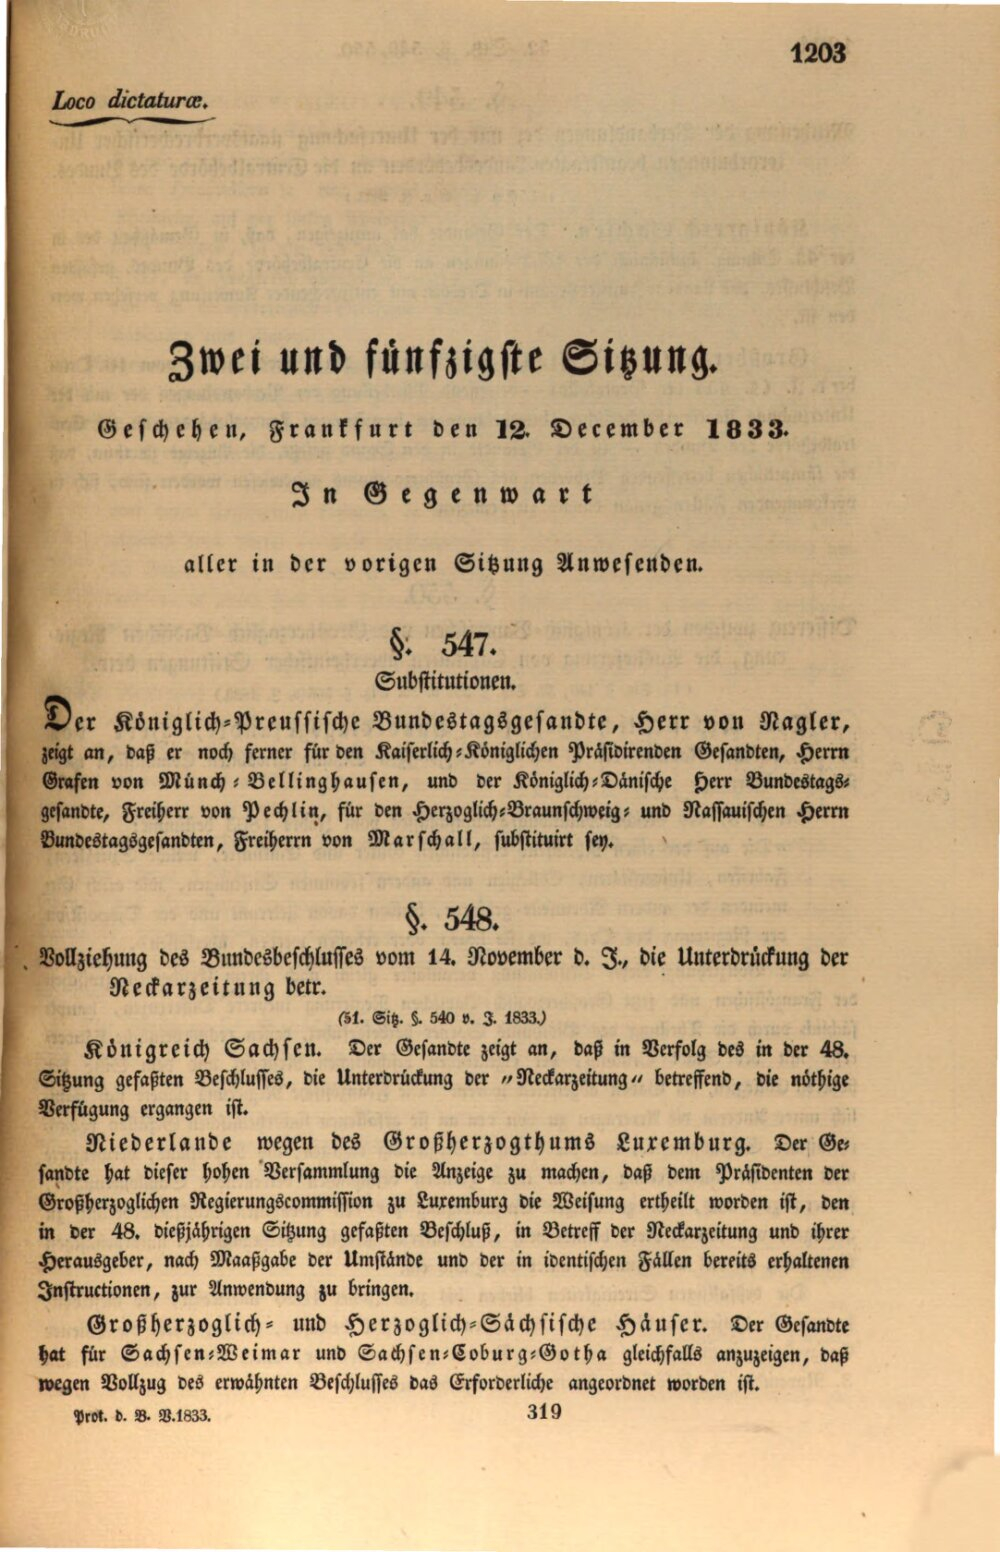 1203
Loco dictaturæ.
Zwei und fünfzigste Sitzung.
Geschehen, Frankfurt den 12. December 1833.
In Gegenwart
aller in der vorigen Sitzung Anwesenden.
§. 547.
Substitutionen.
Der Königlich-Preussische Bundestagsgesandte, Herr von Nagler,
zeigt an, daß er noch ferner für den Kaiserlich-Königlichen Präsidirenden Gesandten, Herrn
Grafen von Münch-Bellinghausen, und der Königlich-Dänische Herr Bundestags-
gesandte, Freiherr von Pechlin, für den Herzoglich-Braunschweig- und Nassauischen Herrn
Bundestagsgesandten, Freiherrn von Marschall, substituirt sey.
§. 548.
Vollziehung des Bundesbeschlusses vom 14. November d. J., die Unterdrückung der
Neckarzeitung betr.
(51. Sitz. §. 540 v. J. 1833.)
Königreich Sachsen. Der Gesandte zeigt an, daß in Verfolg des in der 48.
Sitzung gefaßten Beschlusses, die Unterdrückung der „Neckarzeitung“ betreffend, die nöthige
Verfügung ergangen ist.
Niederlande wegen des Großherzogthums Luxemburg. Der Ge-
sandte hat dieser hohen Versammlung die Anzeige zu machen, daß dem Präsidenten der
Großherzoglichen Regierungscommission zu Luxemburg die Weisung ertheilt worden ist, den
in der 48. dießjährigen Sitzung gefaßten Beschluß, in Betreff der Neckarzeitung und ihrer
Herausgeber, nach Maaßgabe der Umstände und der in identischen Fällen bereits erhaltenen
Instructionen, zur Anwendung zu bringen.
Großherzoglich- und Herzoglich-Sächsische Häuser. Der Gesandte
hat für Sachsen-Weimar und Sachsen-Coburg-Gotha gleichfalls anzuzeigen, daß
wegen Vollzug des erwähnten Beschlusses das Erforderliche angeordnet worden ist.
Prot. d. B. V. 1833.
319